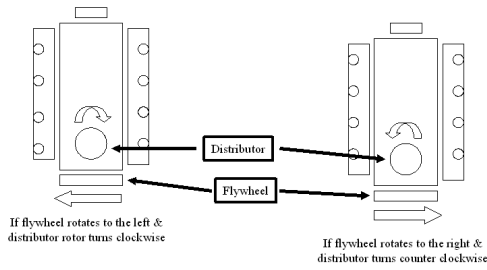 Distributor
Flywheel
If flywheel rotates to the left &
distributor rotor turns clockwise
If flywheel rotates to the right &
distributor turns counter clockwise